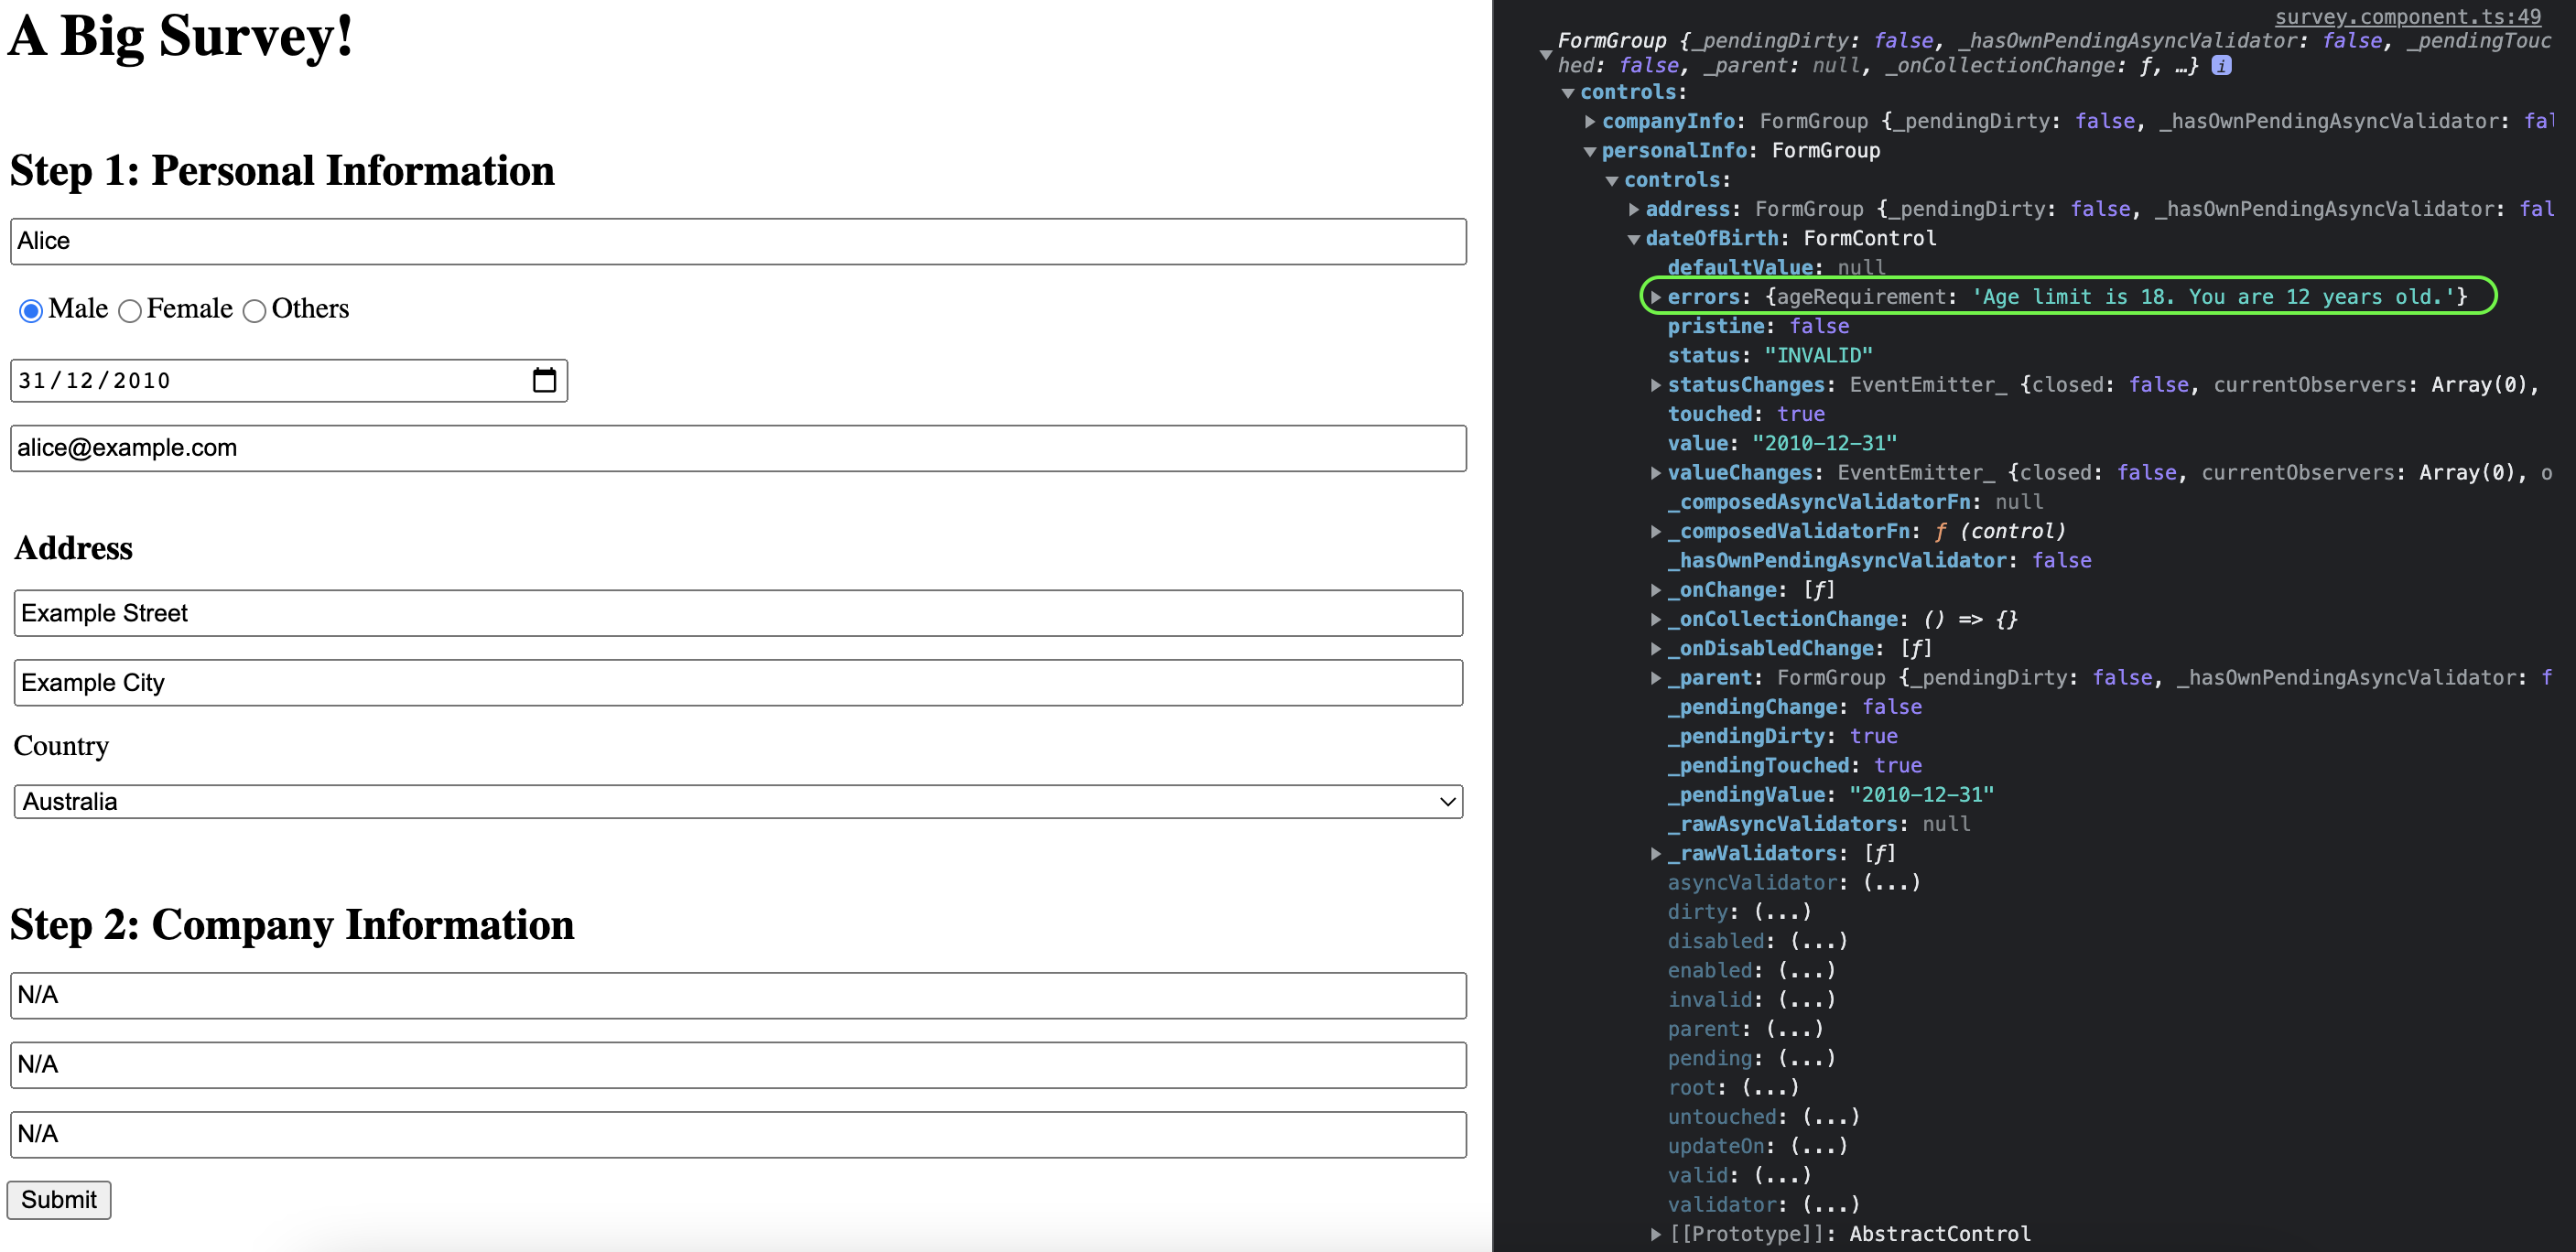 A Big Survey!
Step 1: Personal Information
Alice
Male Female Others
31/12/2010
alice@example.com
Address
Example Street
Example City
Country
Australia
Step 2: Company Information
N/A
N/A
N/A
Submit
survey.component.ts:49
FormGroup {_pendingDirty: false, _hasOwnPendingAsyncValidator: false, _pendingTouc
hed: false, _parent: null, _onCollectionChange: ƒ, …} i
controls:
companyInfo: FormGroup {_pendingDirty: false, _hasOwnPendingAsyncValidator: fal
personalInfo: FormGroup
controls:
address: FormGroup {_pendingDirty: false, _hasOwnPendingAsyncValidator: fal
dateOfBirth: FormControl
defaultValue: null
errors: {ageRequirement: 'Age limit is 18. You are 12 years old.'}
pristine: false
status: "INVALID"
statusChanges: EventEmitter_ {closed: false, currentObservers: Array(0),
touched: true
value: "2010-12-31"
valueChanges: EventEmitter_ {closed: false, currentObservers: Array(0), o
_composedAsyncValidatorFn: null
_composedValidatorFn: ƒ (control)
_hasOwnPendingAsyncValidator: false
_onChange: [ƒ]
_onCollectionChange: () => {}
_onDisabledChange: [ƒ]
_parent: FormGroup {_pendingDirty: false, _hasOwnPendingAsyncValidator: f
_pendingChange: false
_pendingDirty: true
_pendingTouched: true
_pendingValue: "2010-12-31"
_rawAsyncValidators: null
_rawValidators: [ƒ]
asyncValidator: (...)
dirty: (...)
disabled: (...)
enabled: (...)
invalid: (...)
parent: (...)
pending: (...)
root: (...)
untouched: (...)
updateOn: (...)
valid: (...)
validator: (...)
[[Prototype]]: AbstractControl